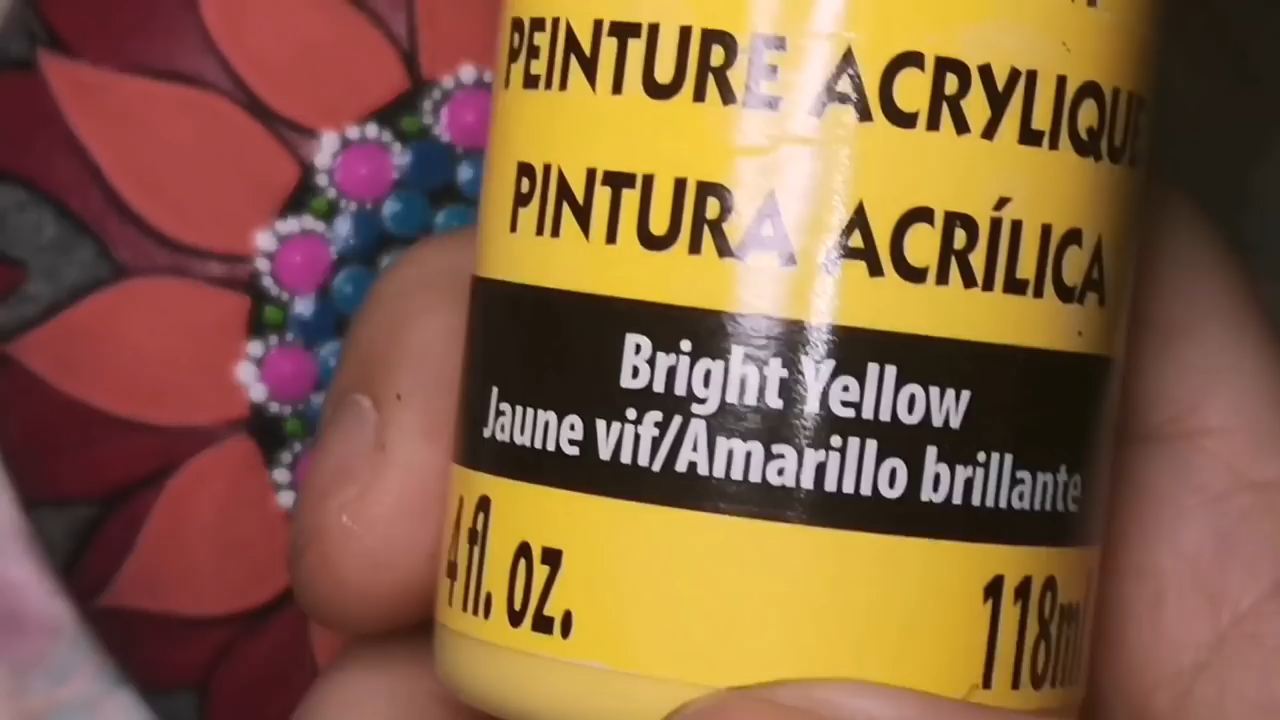 PEINTURE ACRYLIQUE
PINTURA ACRÍLICA
Bright Yellow
Jaune vif/Amarillo brillante
4 fl. oz.
118ml